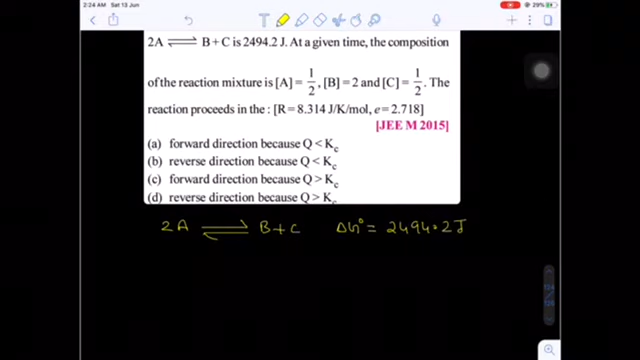 2:24 AM Sat 13 Jun
29%
2A ⇌ B + C is 2494.2 J. At a given time, the composition
of the reaction mixture is [A] = 1/2, [B] = 2 and [C] = 1/2. The
reaction proceeds in the : [R = 8.314 J/K/mol, e = 2.718]
[JEE M 2015]
(a) forward direction because Q < Kc
(b) reverse direction because Q < Kc
(c) forward direction because Q > Kc
(d) reverse direction because Q > Kc
2A ⇌ B + C ΔG° = 2494.2 J